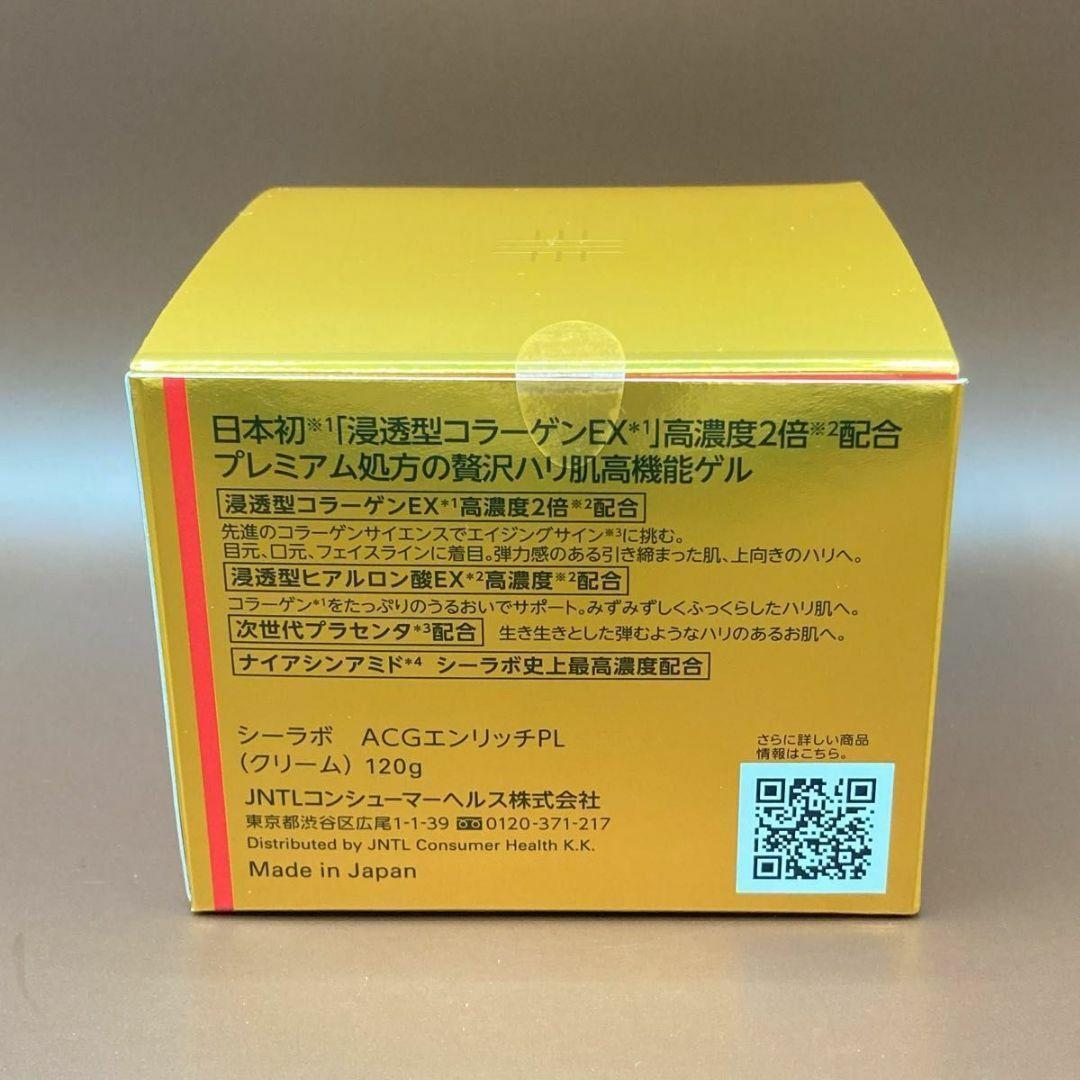 日本初※1「浸透型コラーゲンEX*1」高濃度2倍※2配合
プレミアム処方の贅沢ハリ肌高機能ゲル
浸透型コラーゲンEX*1高濃度2倍※2配合
先進のコラーゲンサイエンスでエイジングサイン※3に挑む。
目元、口元、フェイスラインに着目。弾力感のある引き締まった肌、上向きのハリへ。
浸透型ヒアルロン酸EX*2高濃度※2配合
コラーゲン*1をたっぷりのうるおいでサポート。みずみずしくふっくらしたハリ肌へ。
次世代プラセンタ*3配合 生き生きとした弾むようなハリのあるお肌へ。
ナイアシンアミド*4 シーラボ史上最高濃度配合
シーラボ ACGエンリッチPL
(クリーム) 120g
JNTLコンシューマーヘルス株式会社
東京都渋谷区広尾1-1-39 0120-371-217
Distributed by JNTL Consumer Health K.K.
Made in Japan
さらに詳しい商品
情報はこちら。